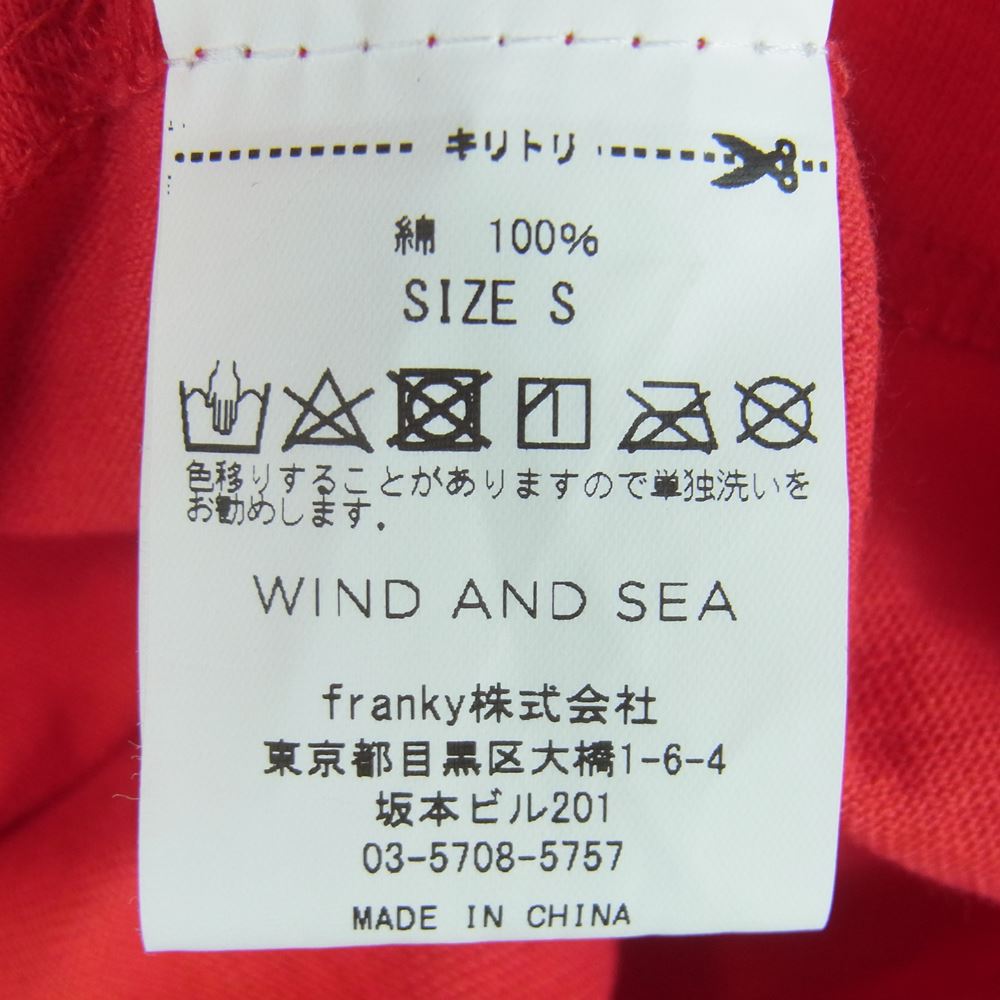 キリトリ
綿 100%
SIZE S
色移りすることがありますので単独洗いを
お勧めします.
WIND AND SEA
franky株式会社
東京都目黒区大橋1-6-4
坂本ビル201
03-5708-5757
MADE IN CHINA